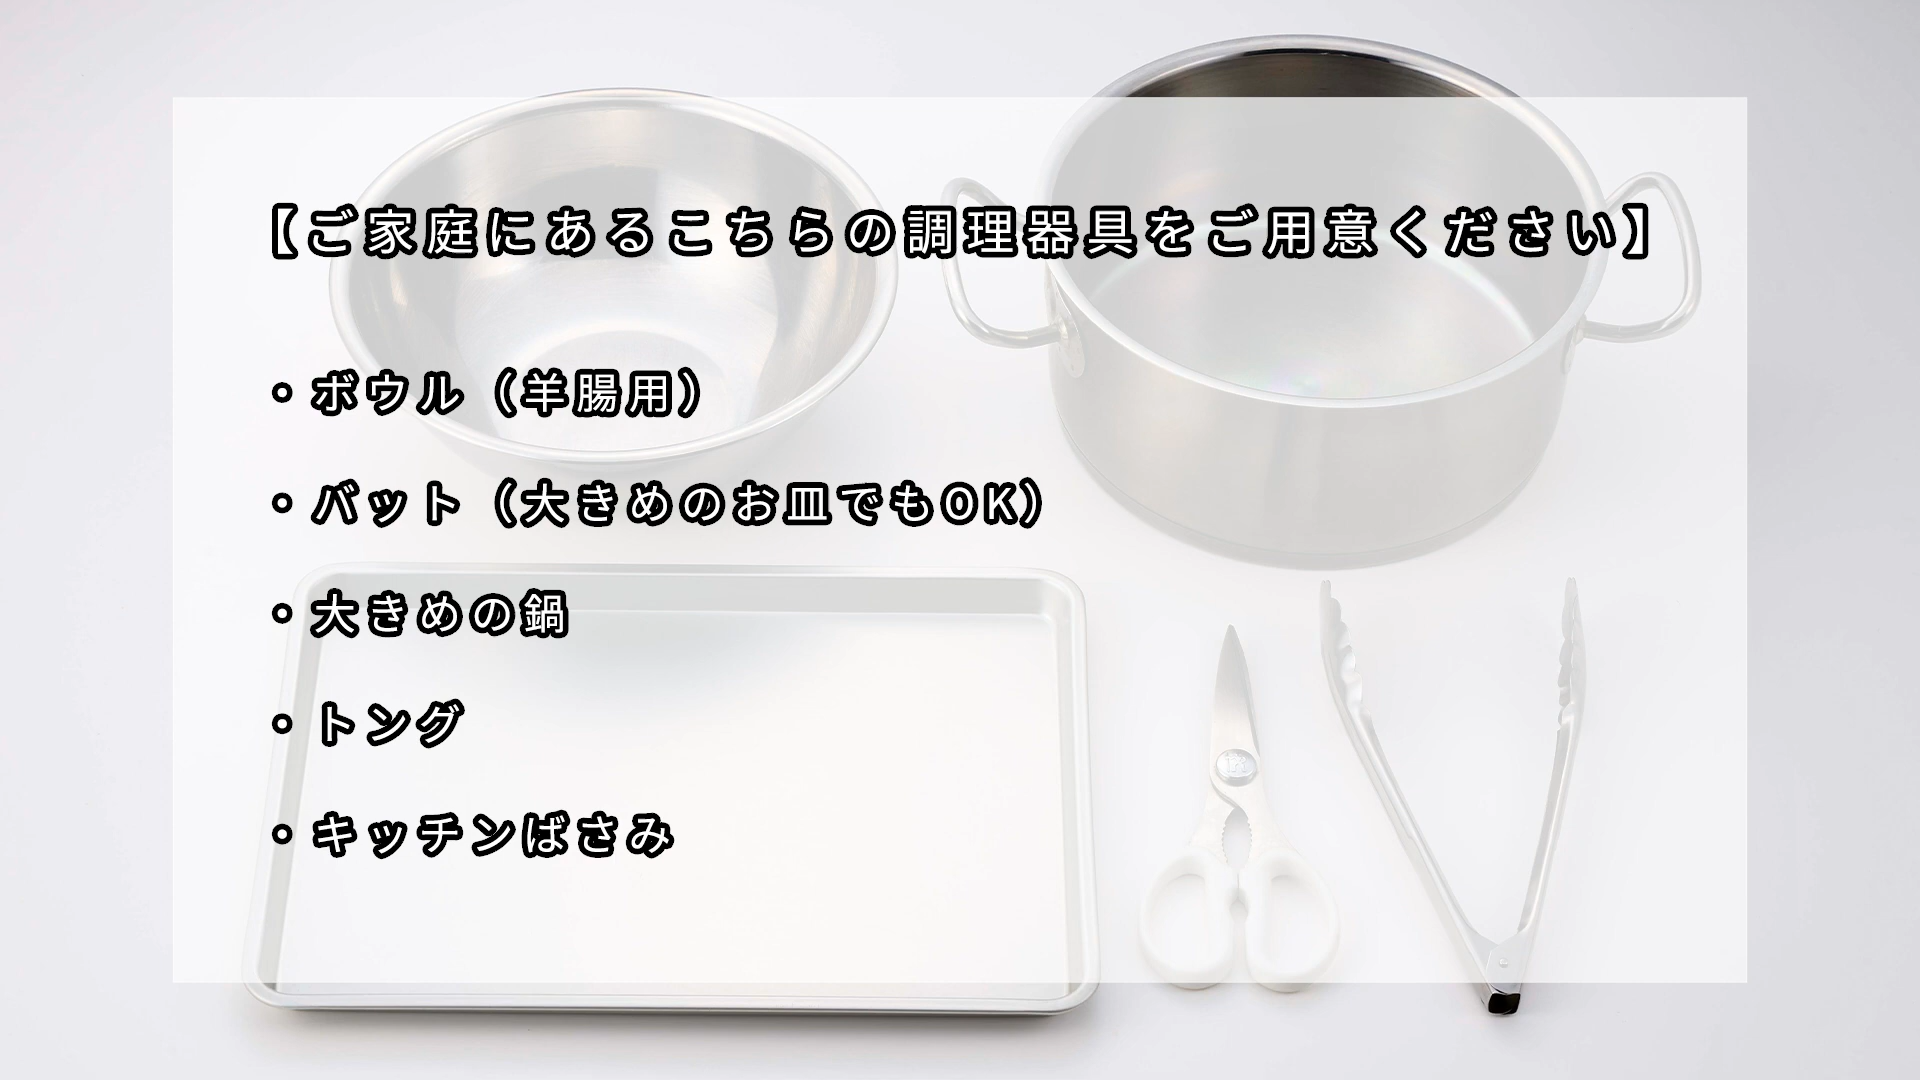 【ご家庭にあるこちらの調理器具をご用意ください】
・ボウル（羊腸用）
・バット（大きめのお皿でもOK）
・大きめの鍋
・トング
・キッチンばさみ